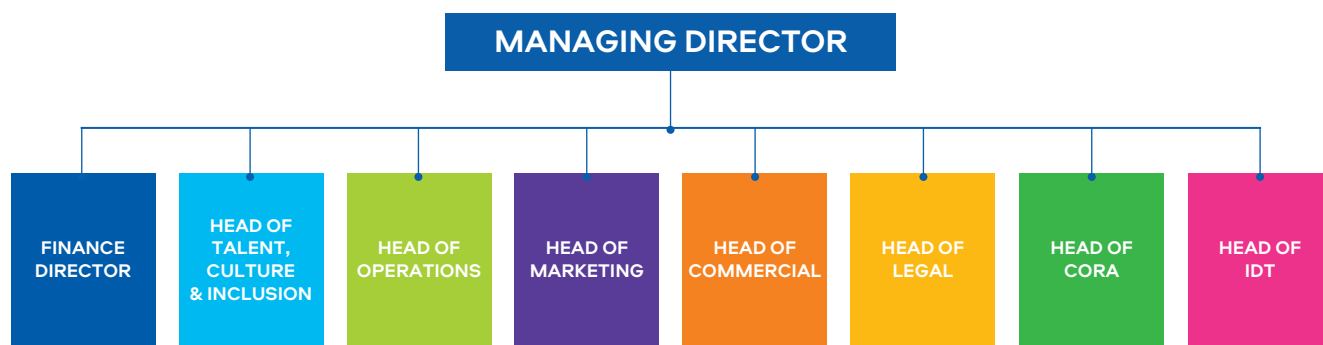 MANAGING DIRECTOR
FINANCE
DIRECTOR
HEAD OF
TALENT,
CULTURE
& INCLUSION
HEAD OF
OPERATIONS
HEAD OF
MARKETING
HEAD OF
COMMERCIAL
HEAD OF
LEGAL
HEAD OF
CORA
HEAD OF
IDT